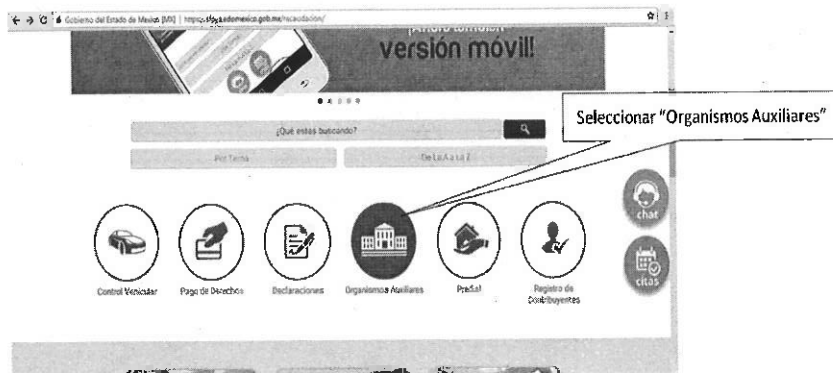 Gobierno del Estado de México [MX] | https://sfpya.edomexico.gob.mx/recaudacion/
¡Ahora también
versión móvil!
¿Qué estas buscando?
Por Tema
De La A a La Z
Seleccionar "Organismos Auxiliares"
chat
citas
Control Vehicular
Pago de Derechos
Declaraciones
Organismos Auxiliares
Predial
Registro de
Contribuyentes